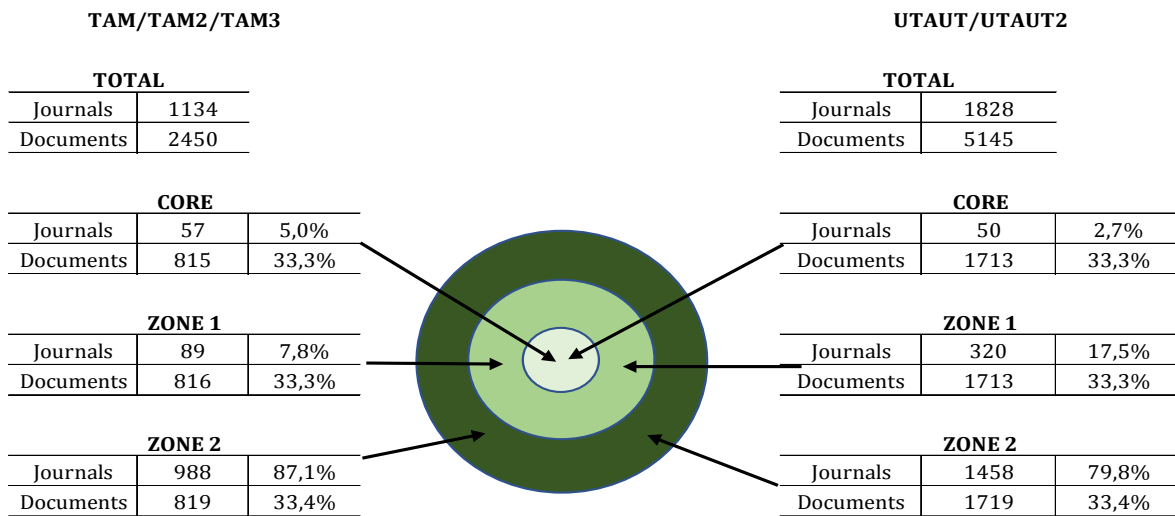 TAM/TAM2/TAM3
UTAUT/UTAUT2
TOTAL
Journals 1134
Documents 2450
TOTAL
Journals 1828
Documents 5145
CORE
Journals 57 5,0%
Documents 815 33,3%
CORE
Journals 50 2,7%
Documents 1713 33,3%
ZONE 1
Journals 89 7,8%
Documents 816 33,3%
ZONE 1
Journals 320 17,5%
Documents 1713 33,3%
ZONE 2
Journals 988 87,1%
Documents 819 33,4%
ZONE 2
Journals 1458 79,8%
Documents 1719 33,4%